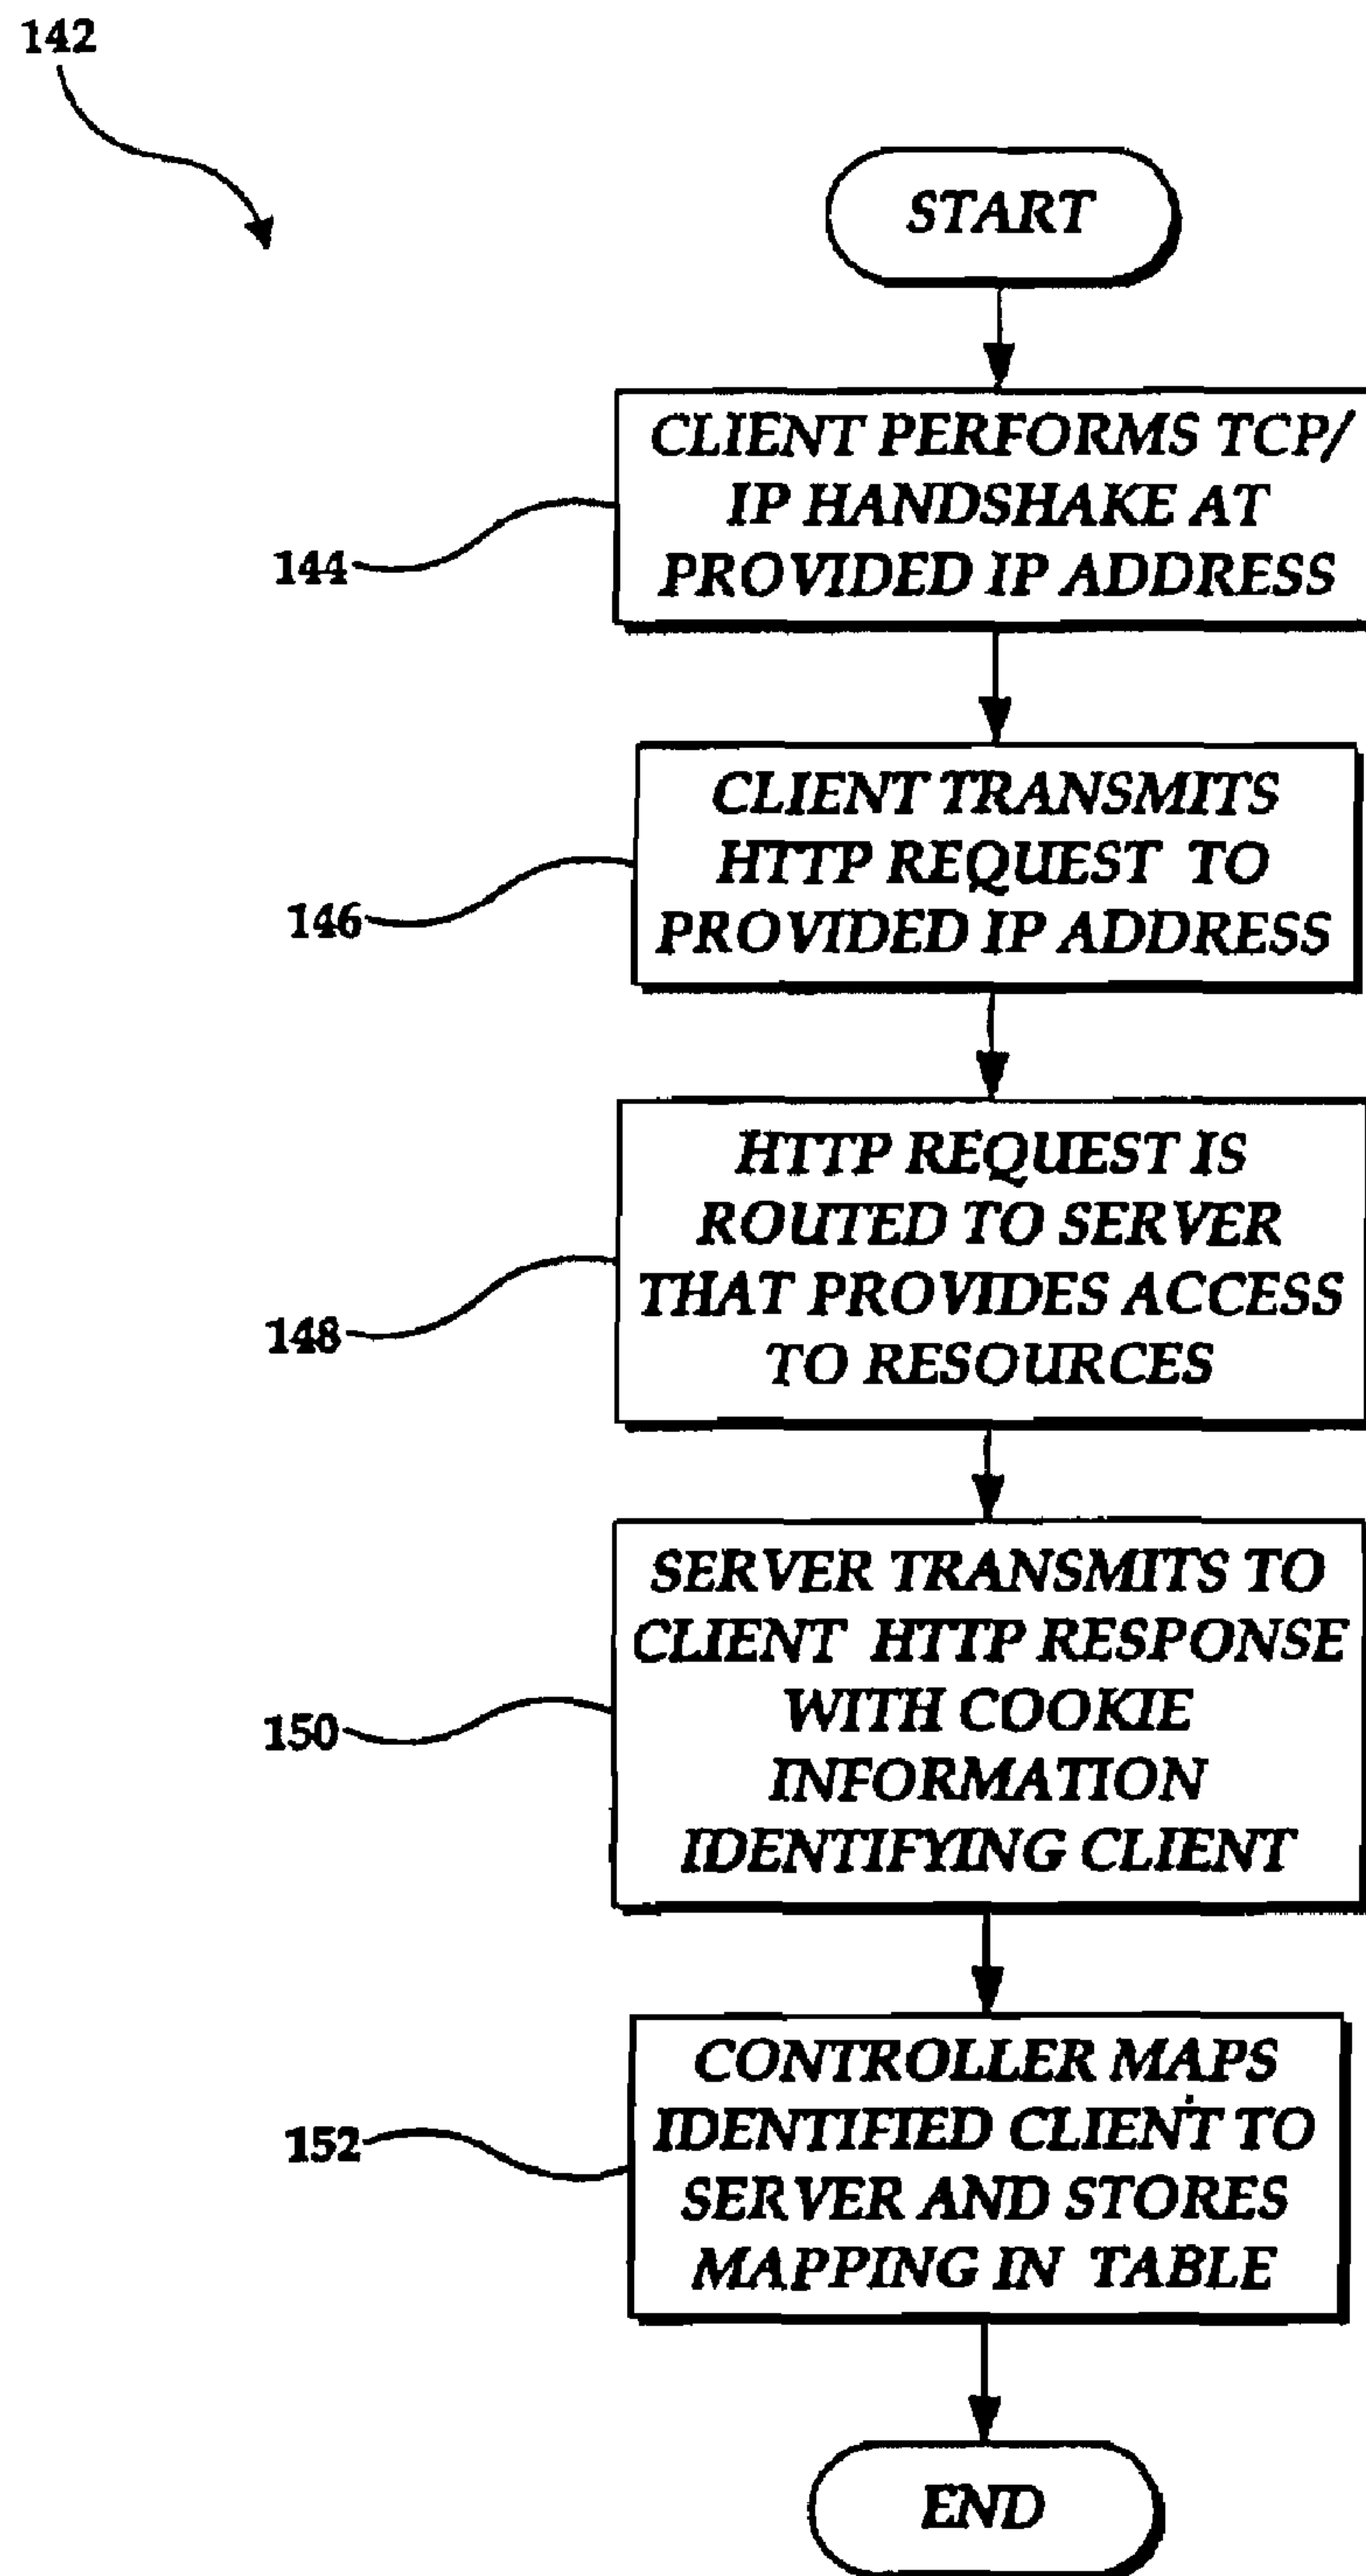 142
START
CLIENT PERFORMS TCP/
IP HANDSHAKE AT
PROVIDED IP ADDRESS
144
CLIENT TRANSMITS
HTTP REQUEST TO
PROVIDED IP ADDRESS
146
HTTP REQUEST IS
ROUTED TO SERVER
THAT PROVIDES ACCESS
TO RESOURCES
148
SERVER TRANSMITS TO
CLIENT HTTP RESPONSE
WITH COOKIE
INFORMATION
IDENTIFYING CLIENT
150
CONTROLLER MAPS
IDENTIFIED CLIENT TO
SERVER AND STORES
MAPPING IN TABLE
152
END